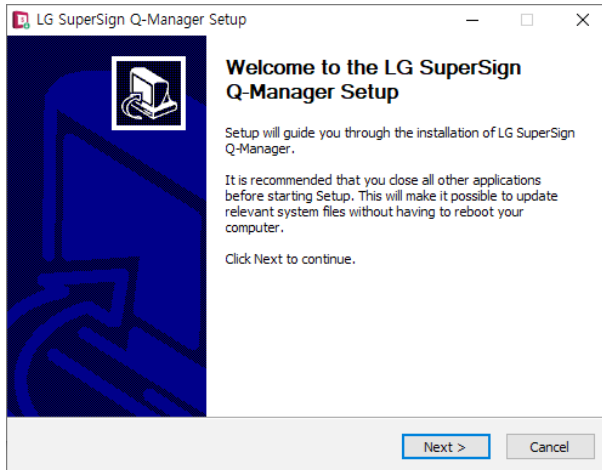 LG SuperSign Q-Manager Setup
Welcome to the LG SuperSign
Q-Manager Setup
Setup will guide you through the installation of LG SuperSign
Q-Manager.
It is recommended that you close all other applications
before starting Setup. This will make it possible to update
relevant system files without having to reboot your
computer.
Click Next to continue.
Next >
Cancel